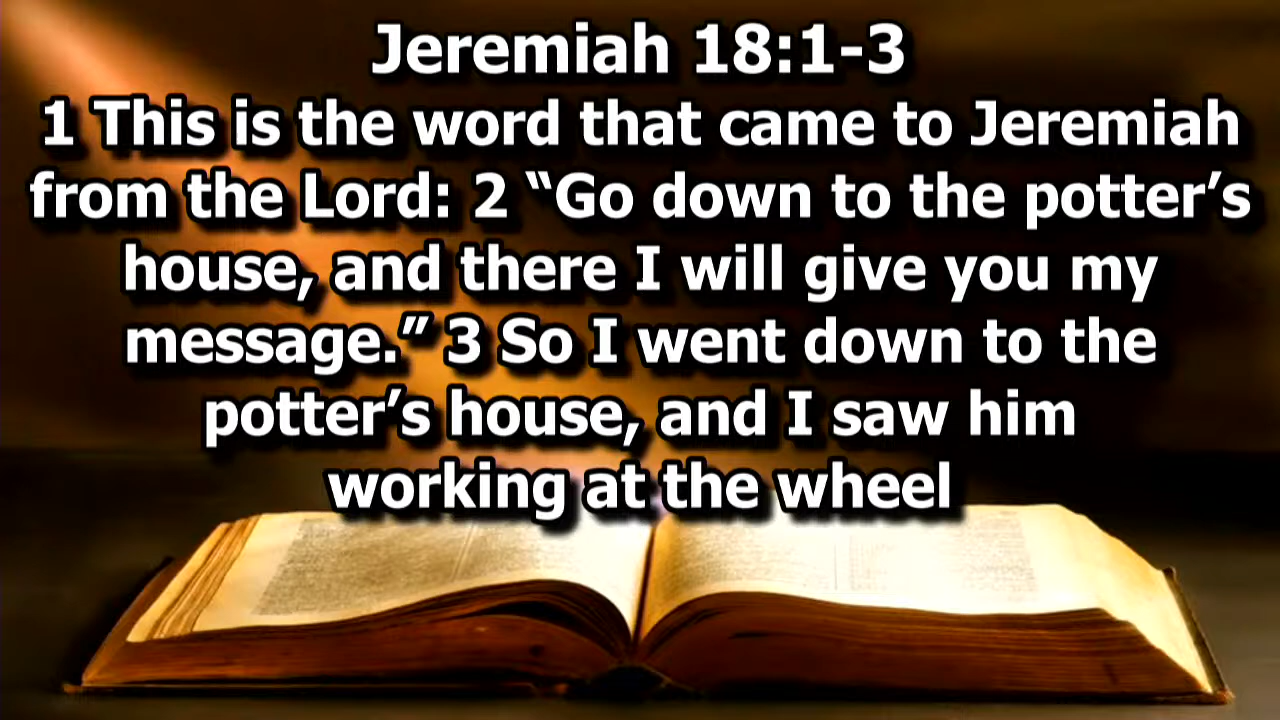 Jeremiah 18:1-3
1 This is the word that came to Jeremiah
from the Lord: 2 “Go down to the potter’s
house, and there I will give you my
message.” 3 So I went down to the
potter’s house, and I saw him
working at the wheel